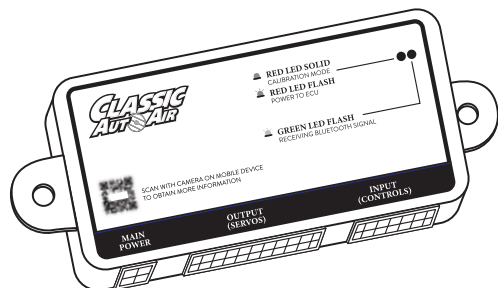 CLASSIC
AUTO AIR
RED LED SOLID
CALIBRATION MODE
RED LED FLASH
POWER TO ECU
GREEN LED FLASH
RECEIVING BLUETOOTH SIGNAL
SCAN WITH CAMERA ON MOBILE DEVICE
TO OBTAIN MORE INFORMATION
MAIN
POWER
OUTPUT
(SERVOS)
INPUT
(CONTROLS)